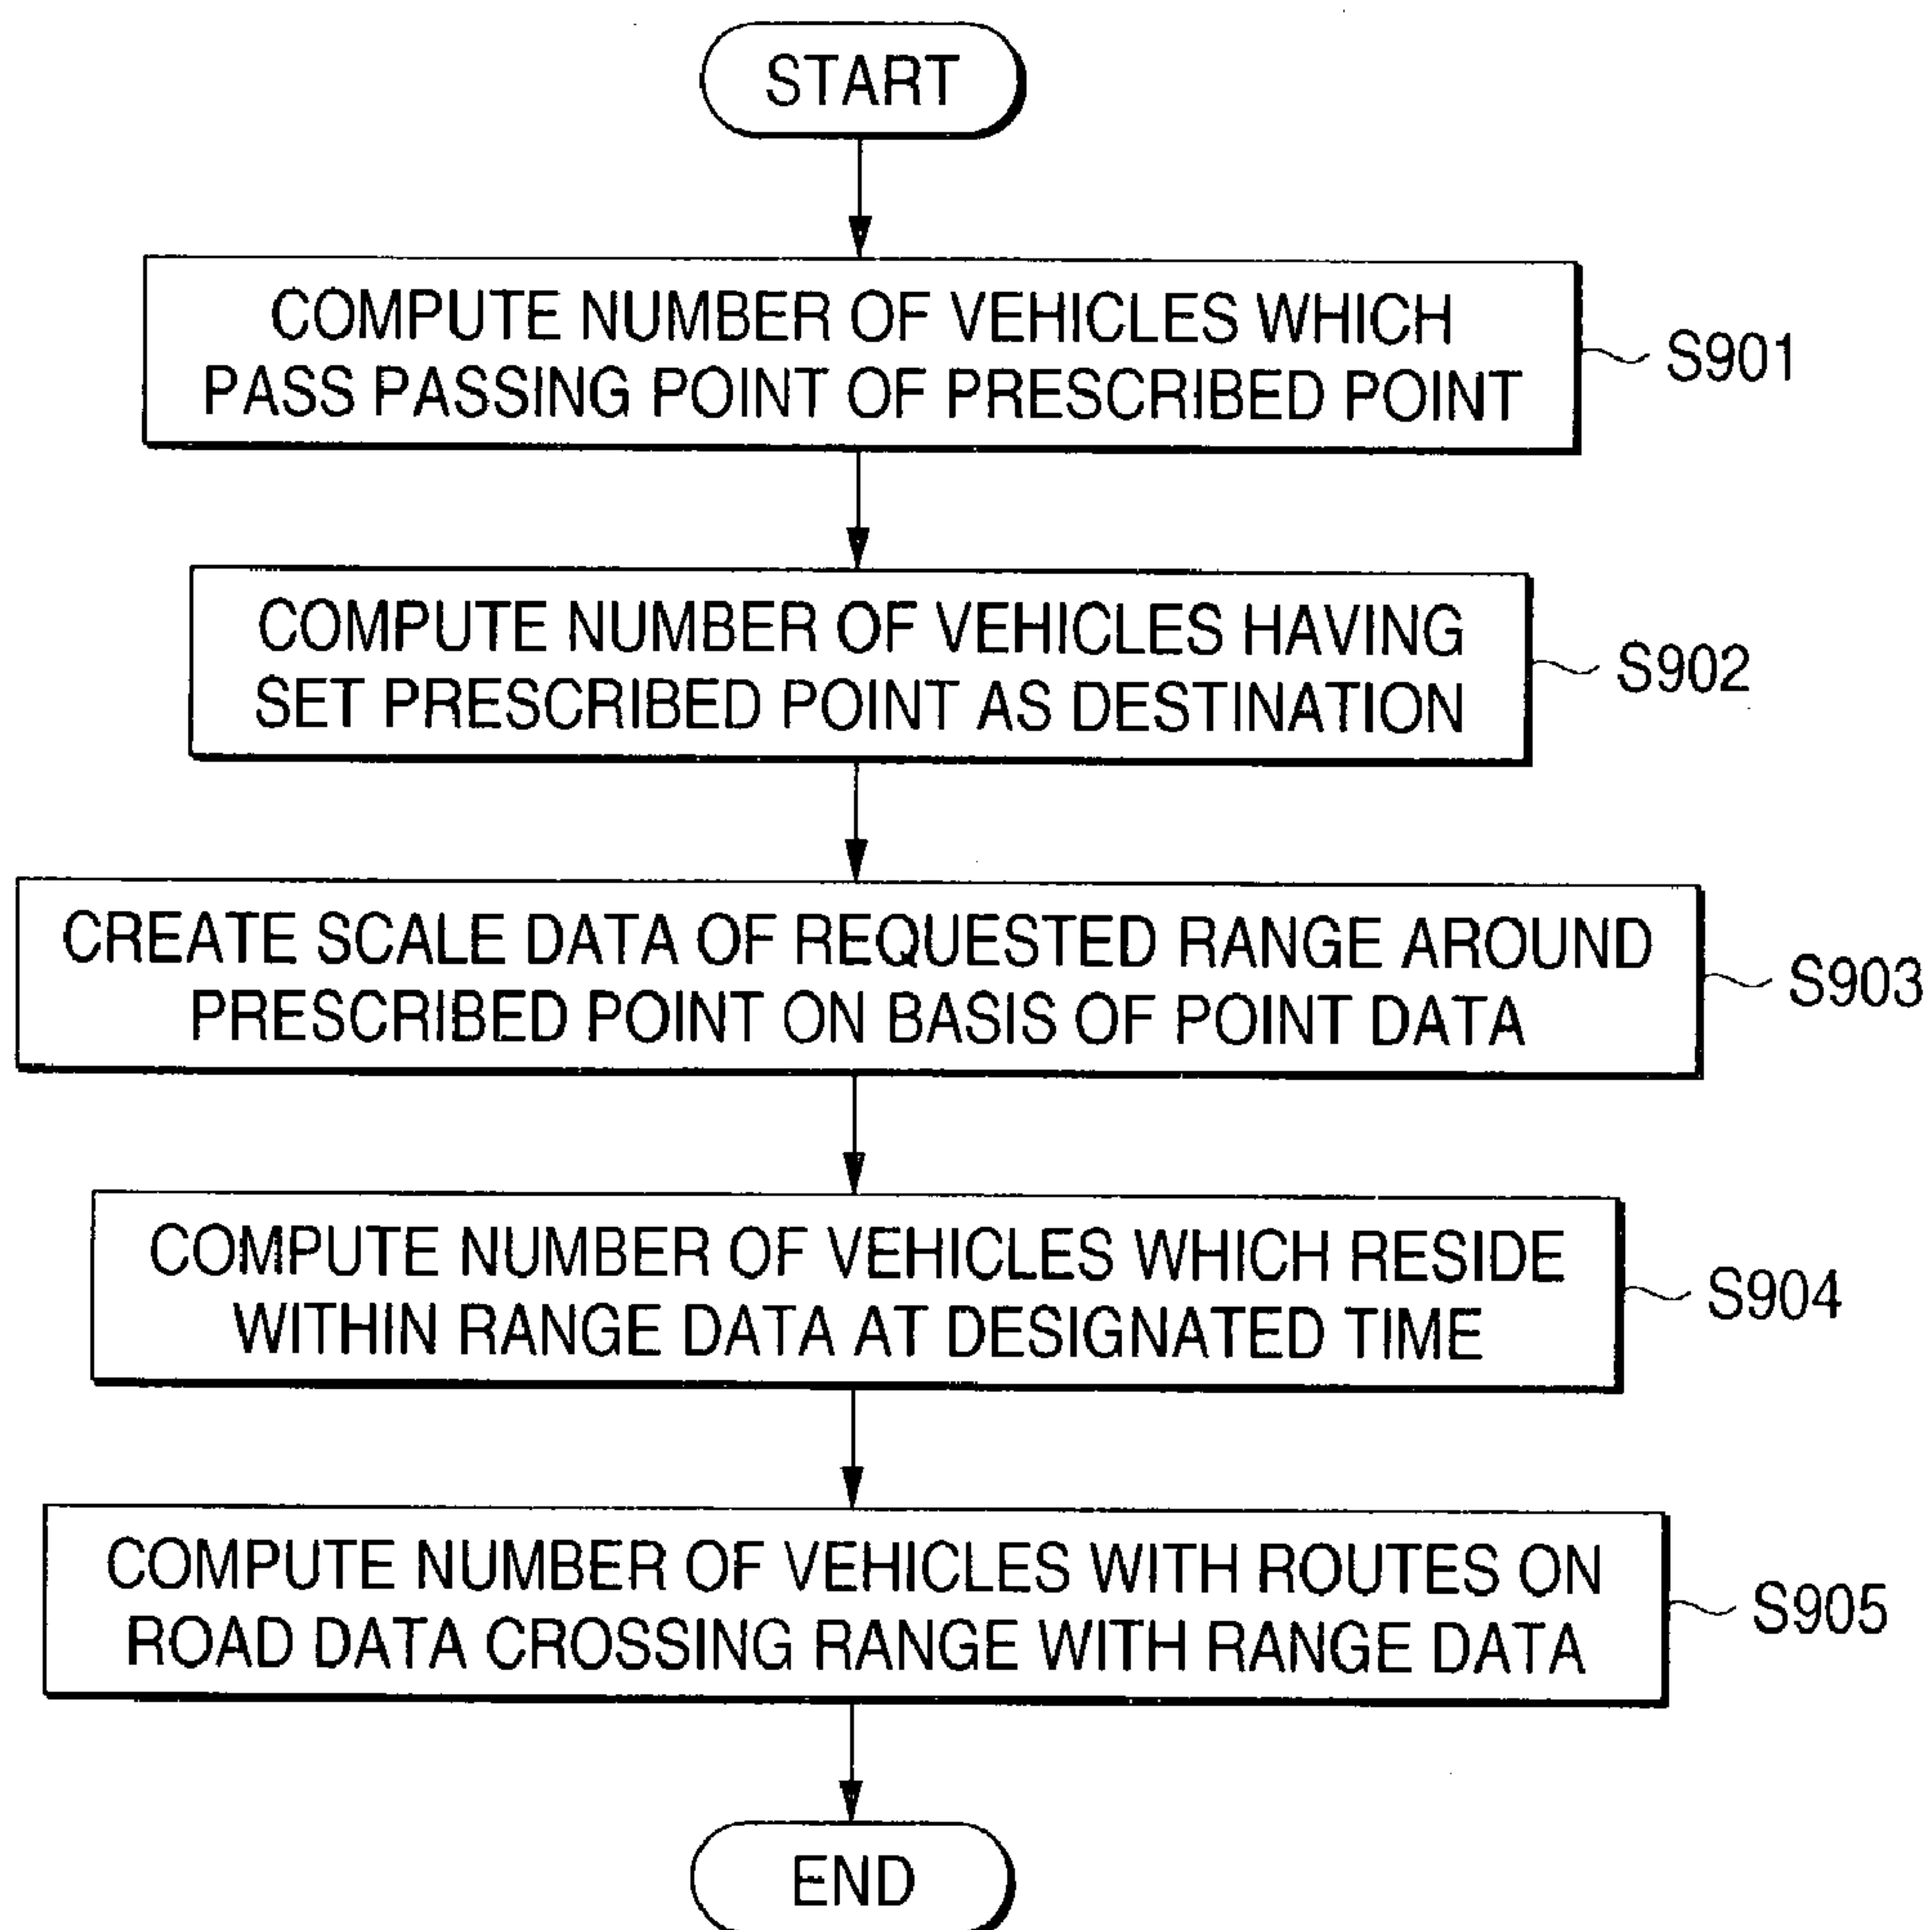 START
COMPUTE NUMBER OF VEHICLES WHICH
PASS PASSING POINT OF PRESCRIBED POINT
S901
COMPUTE NUMBER OF VEHICLES HAVING
SET PRESCRIBED POINT AS DESTINATION
S902
CREATE SCALE DATA OF REQUESTED RANGE AROUND
PRESCRIBED POINT ON BASIS OF POINT DATA
S903
COMPUTE NUMBER OF VEHICLES WHICH RESIDE
WITHIN RANGE DATA AT DESIGNATED TIME
S904
COMPUTE NUMBER OF VEHICLES WITH ROUTES ON
ROAD DATA CROSSING RANGE WITH RANGE DATA
S905
END